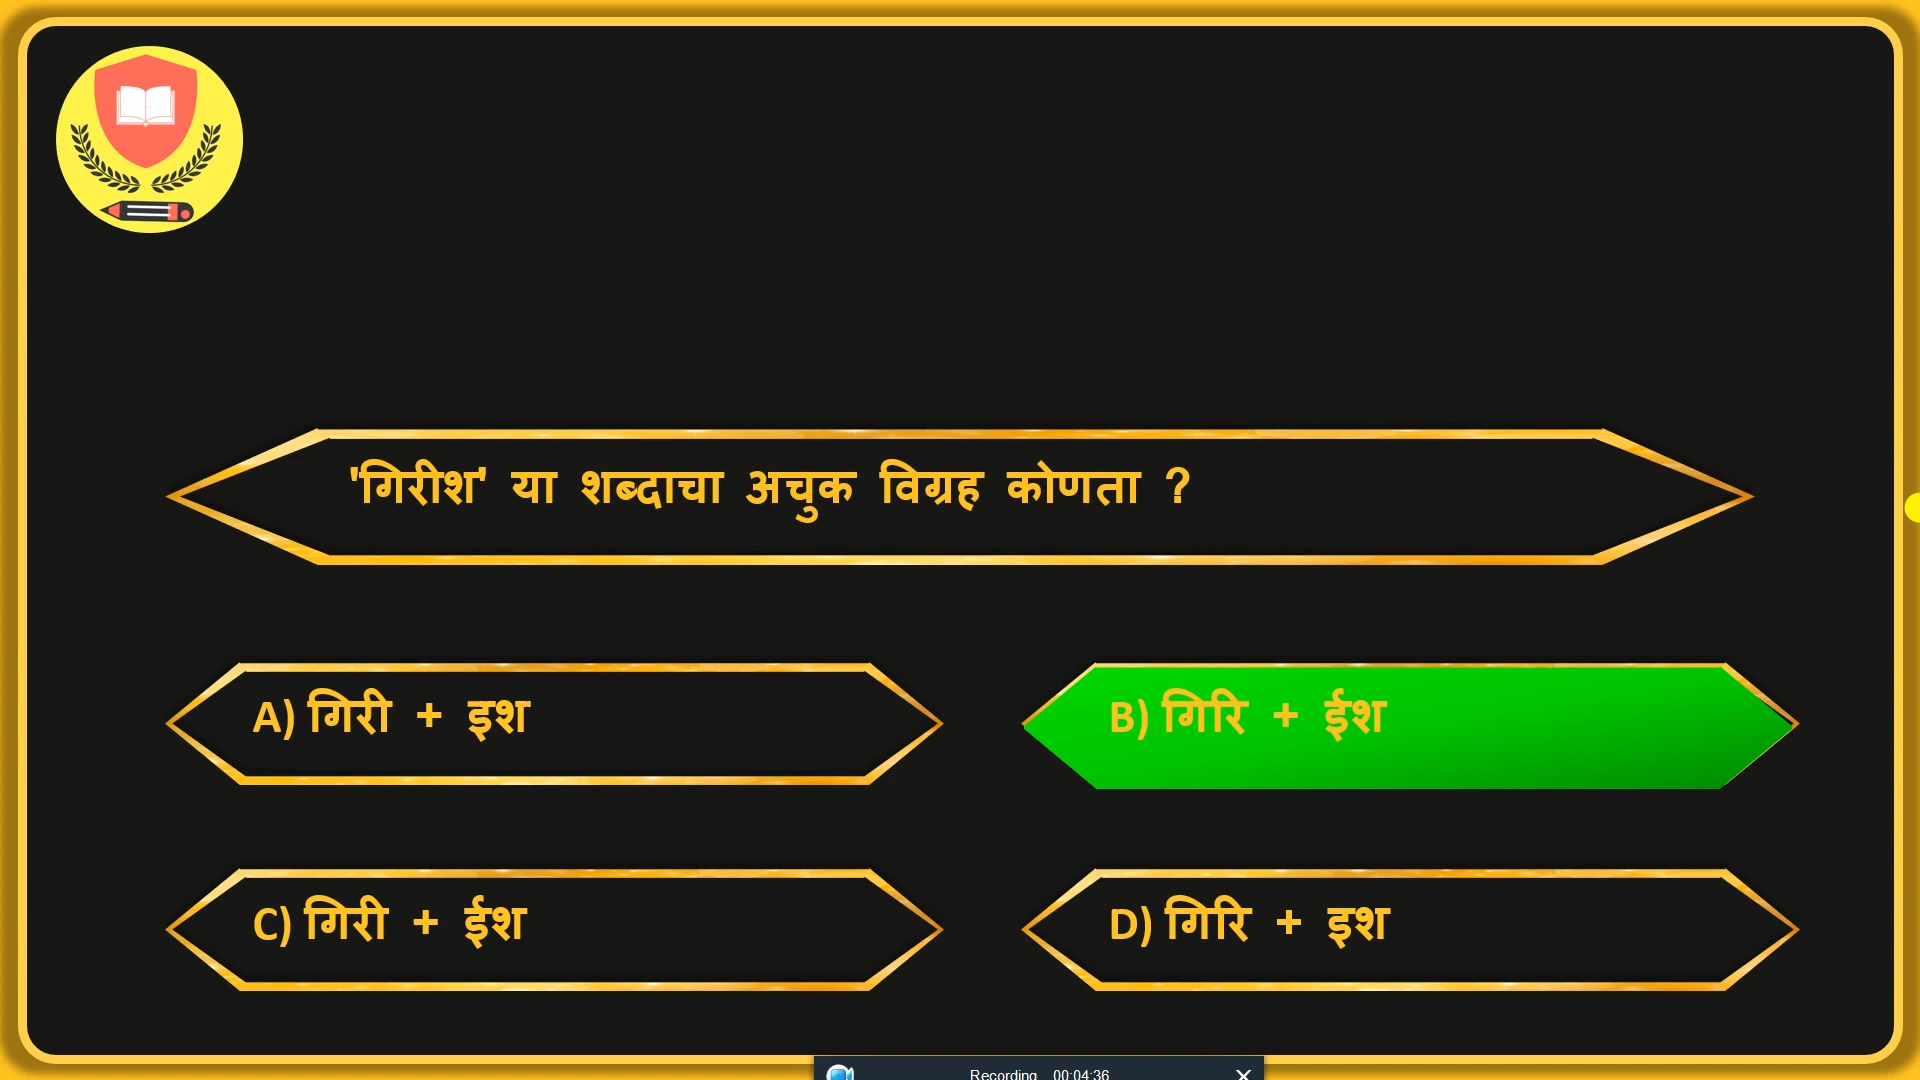 'गिरीश' या शब्दाचा अचुक विग्रह कोणता ?
A) गिरी + इश
B) गिरि + ईश
C) गिरी + ईश
D) गिरि + इश
Recording 00:04:36